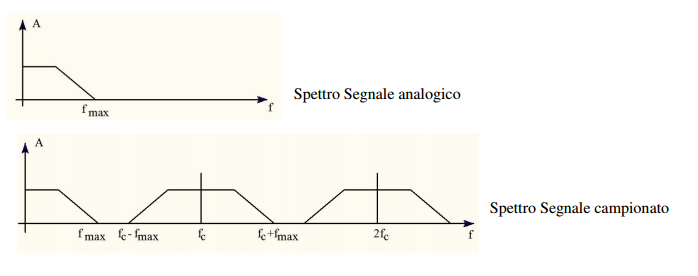 A
f max
f
Spettro Segnale analogico
A
f max fc - fmax fc fc+fmax 2fc f
Spettro Segnale campionato